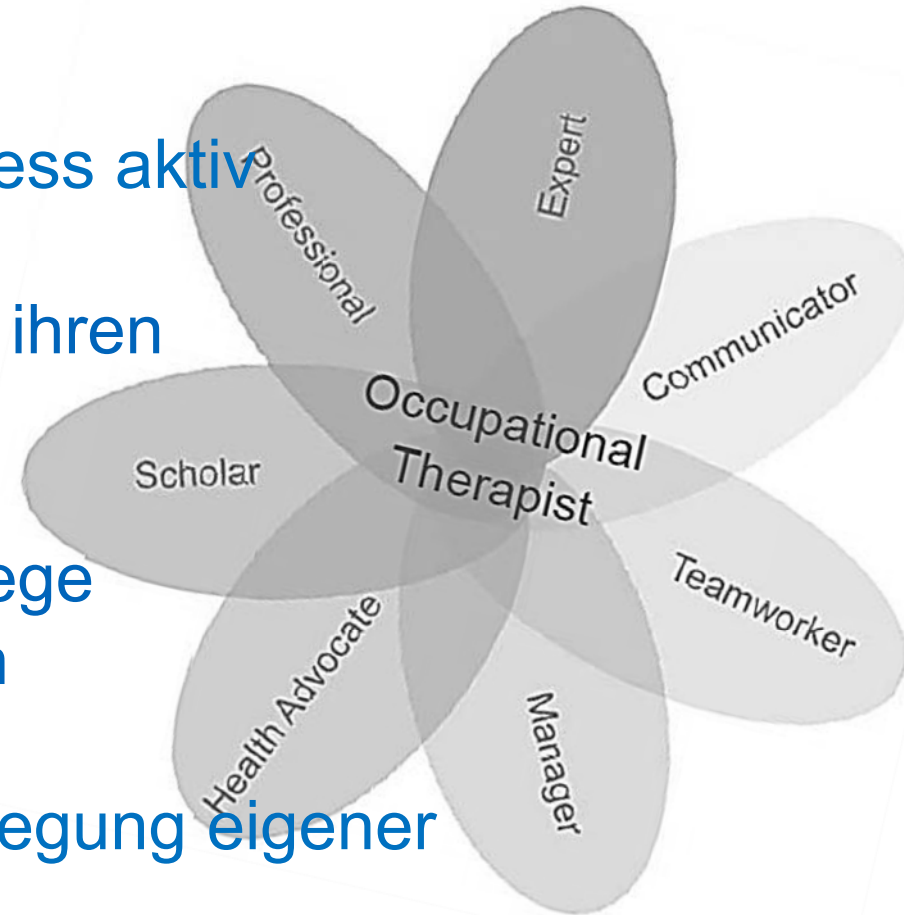 ess aktiv
ihren
ege
n
egung eigener
Professional
Expert
Communicator
Occupational
Therapist
Scholar
Teamworker
Health Advocate
Manager